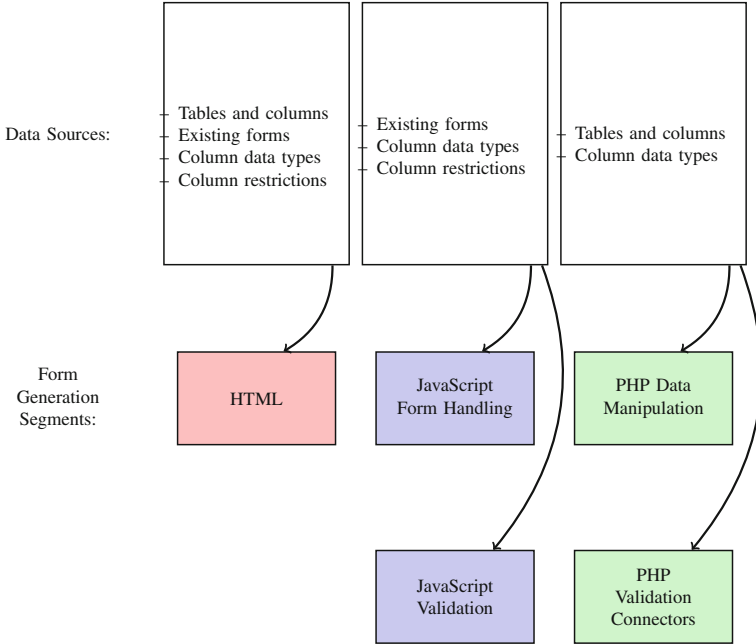 Data Sources:
– Tables and columns
– Existing forms
– Column data types
– Column restrictions
– Existing forms
– Column data types
– Column restrictions
– Tables and columns
– Column data types
Form
Generation
Segments:
HTML
JavaScript
Form Handling
PHP Data
Manipulation
JavaScript
Validation
PHP
Validation
Connectors